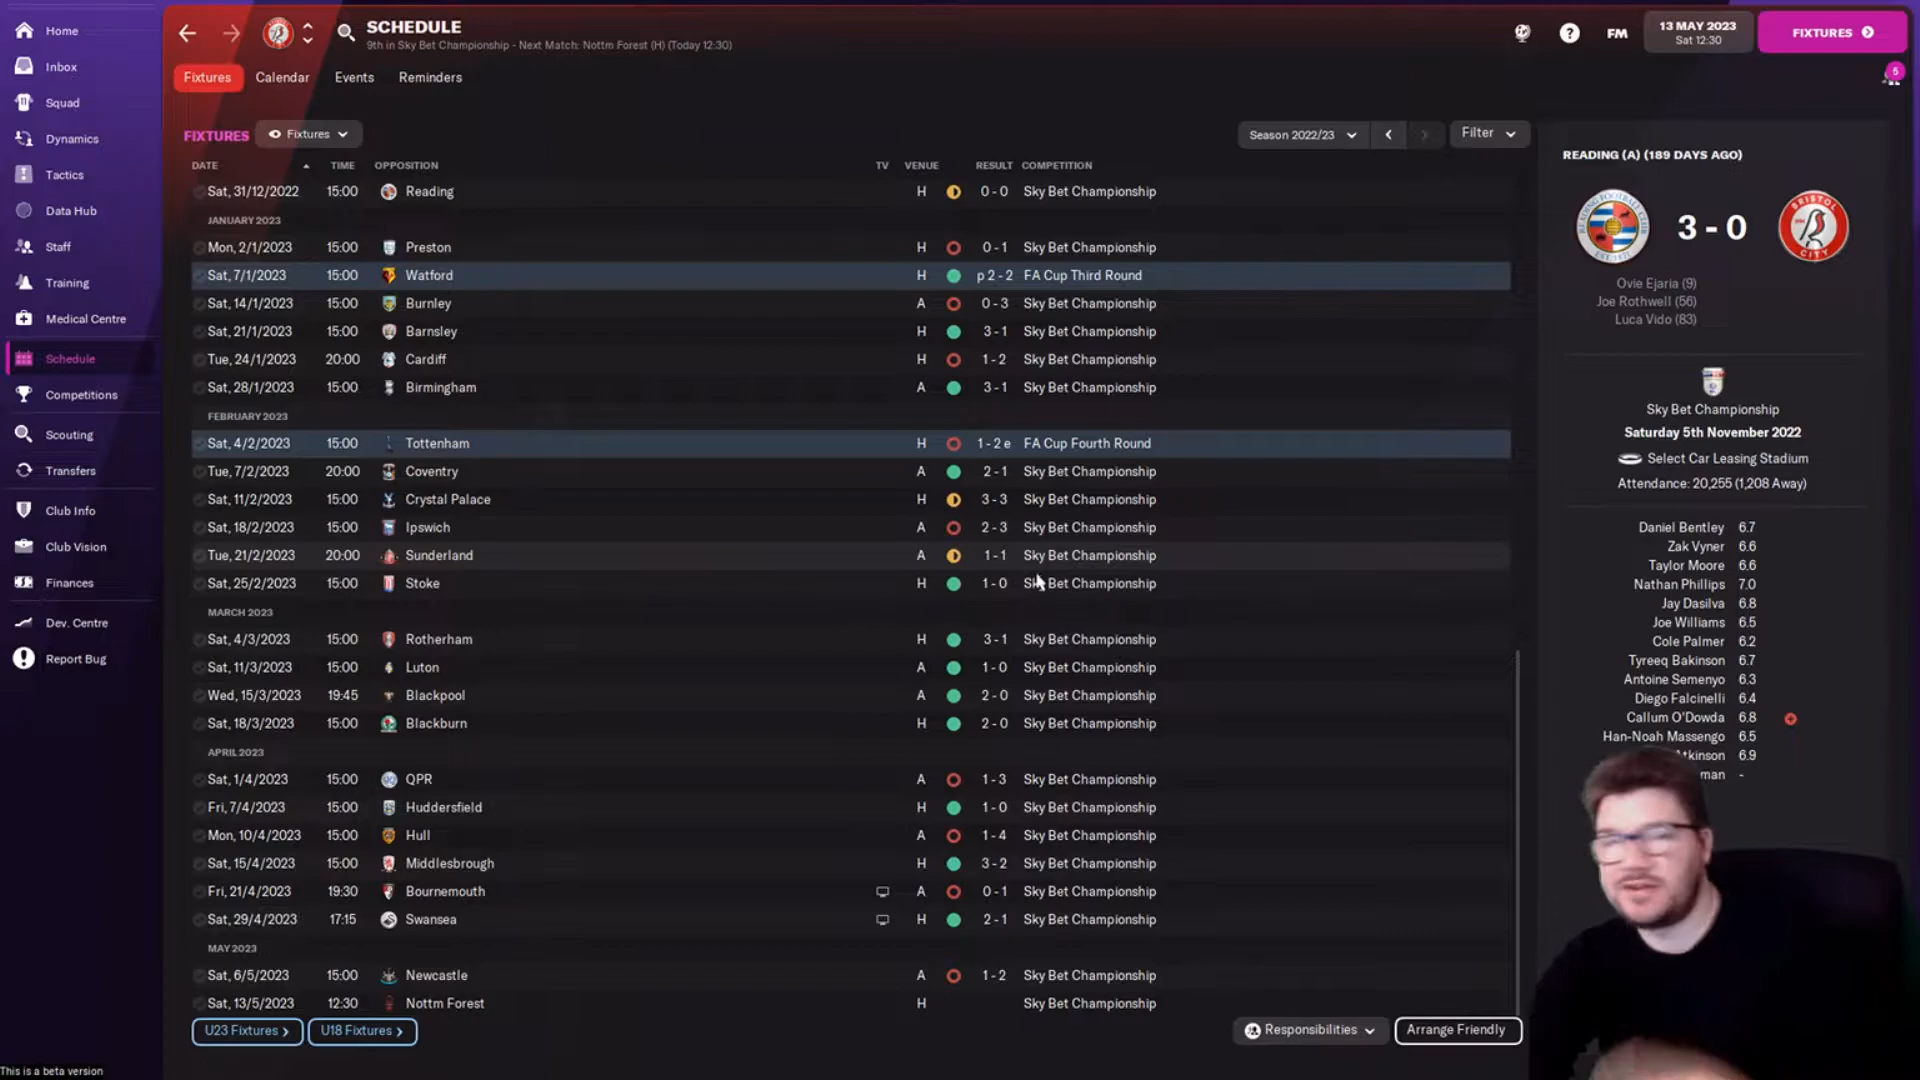 Home
Inbox
Squad
Dynamics
Tactics
Data Hub
Staff
Training
Medical Centre
Schedule
Competitions
Scouting
Transfers
Club Info
Club Vision
Finances
Dev. Centre
Report Bug
This is a beta version
SCHEDULE
9th in Sky Bet Championship - Next Match: Nottm Forest (H) (Today 12:30)
FM
13 MAY 2023
Sat 12:30
FIXTURES
5
Fixtures Calendar Events Reminders
FIXTURES Fixtures
Season 2022/23 Filter
DATE TIME OPPOSITION TV VENUE RESULT COMPETITION
Sat, 31/12/2022 15:00 Reading H 0 - 0 Sky Bet Championship
JANUARY 2023
Mon, 2/1/2023 15:00 Preston H 0 - 1 Sky Bet Championship
Sat, 7/1/2023 15:00 Watford H p 2 - 2 FA Cup Third Round
Sat, 14/1/2023 15:00 Burnley A 0 - 3 Sky Bet Championship
Sat, 21/1/2023 15:00 Barnsley H 3 - 1 Sky Bet Championship
Tue, 24/1/2023 20:00 Cardiff H 1 - 2 Sky Bet Championship
Sat, 28/1/2023 15:00 Birmingham A 3 - 1 Sky Bet Championship
FEBRUARY 2023
Sat, 4/2/2023 15:00 Tottenham H 1 - 2 e FA Cup Fourth Round
Tue, 7/2/2023 20:00 Coventry A 2 - 1 Sky Bet Championship
Sat, 11/2/2023 15:00 Crystal Palace H 3 - 3 Sky Bet Championship
Sat, 18/2/2023 15:00 Ipswich A 2 - 3 Sky Bet Championship
Tue, 21/2/2023 20:00 Sunderland A 1 - 1 Sky Bet Championship
Sat, 25/2/2023 15:00 Stoke H 1 - 0 Sky Bet Championship
MARCH 2023
Sat, 4/3/2023 15:00 Rotherham H 3 - 1 Sky Bet Championship
Sat, 11/3/2023 15:00 Luton A 1 - 0 Sky Bet Championship
Wed, 15/3/2023 19:45 Blackpool A 2 - 0 Sky Bet Championship
Sat, 18/3/2023 15:00 Blackburn H 2 - 0 Sky Bet Championship
APRIL 2023
Sat, 1/4/2023 15:00 QPR A 1 - 3 Sky Bet Championship
Fri, 7/4/2023 15:00 Huddersfield H 1 - 0 Sky Bet Championship
Mon, 10/4/2023 15:00 Hull A 1 - 4 Sky Bet Championship
Sat, 15/4/2023 15:00 Middlesbrough H 3 - 2 Sky Bet Championship
Fri, 21/4/2023 19:30 Bournemouth A 0 - 1 Sky Bet Championship
Sat, 29/4/2023 17:15 Swansea H 2 - 1 Sky Bet Championship
MAY 2023
Sat, 6/5/2023 15:00 Newcastle A 1 - 2 Sky Bet Championship
Sat, 13/5/2023 12:30 Nottm Forest H Sky Bet Championship
U23 Fixtures U18 Fixtures Responsibilities Arrange Friendly
READING (A) (189 DAYS AGO)
3 - 0
BRISTOL
CITY
Ovie Ejaria (9)
Joe Rothwell (56)
Luca Vido (83)
Sky Bet Championship
Saturday 5th November 2022
Select Car Leasing Stadium
Attendance: 20,255 (1,208 Away)
Daniel Bentley 6.7
Zak Vyner 6.6
Taylor Moore 6.6
Nathan Phillips 7.0
Jay Dasilva 6.8
Joe Williams 6.5
Cole Palmer 6.2
Tyreeq Bakinson 6.7
Antoine Semenyo 6.3
Diego Falcinelli 6.4
Callum O'Dowda 6.8
Han-Noah Massengo 6.5
tkinson 6.9
man -